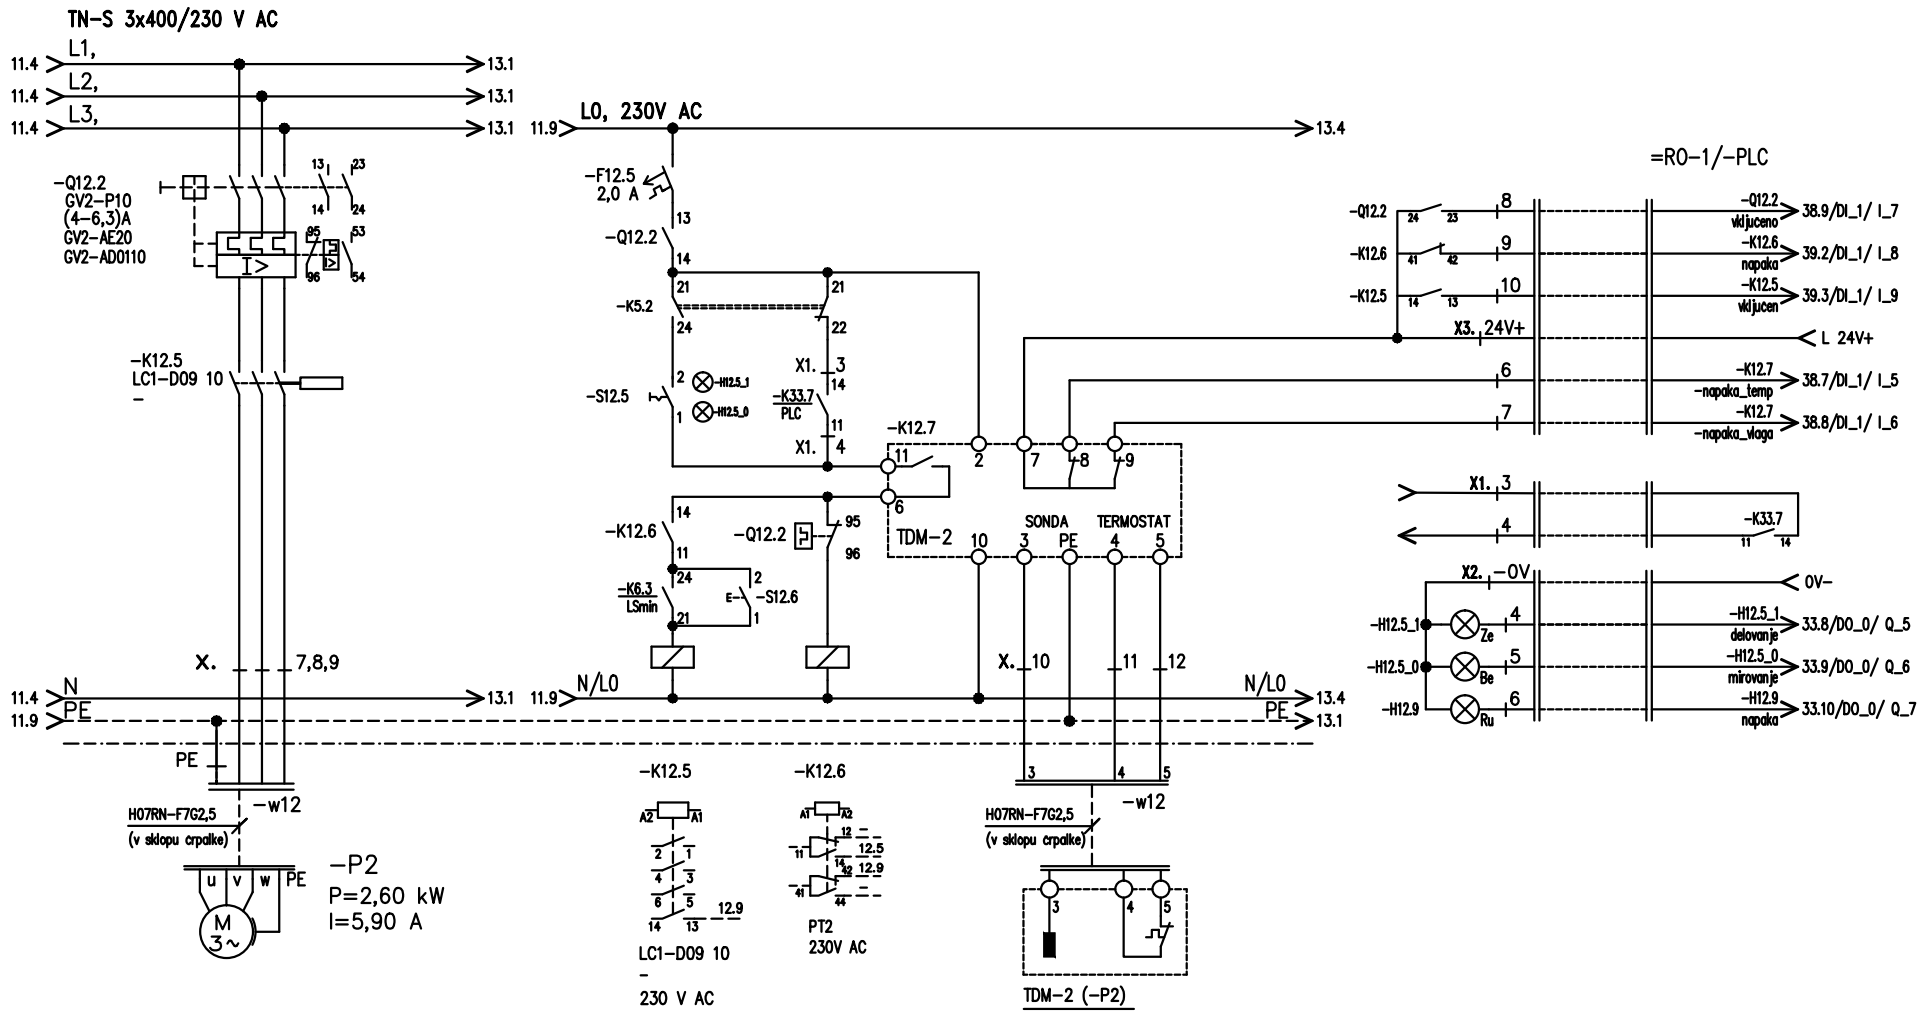 TN-S 3x400/230 V AC
11.4 L1, 13.1
11.4 L2, 13.1
11.4 L3, 13.1
11.9 L0, 230V AC 13.4
-Q12.2
GV2-P10
(4-6,3)A
GV2-AE20
GV2-AD0110
13 23
14 24
95 53
I>
I>
96 54
-K12.5
LC1-D09 10
-
X. 7,8,9
11.4 N 13.1
11.9 PE
PE
-w12
H07RN-F7G2,5
(v sklopu črpalke)
u v w PE
M
3~
-P2
P=2,60 kW
I=5,90 A
-F12.5
2,0 A
13
-Q12.2
14
21 21
-K5.2
24 22
X1. 3
2 -H12.5_1
14
-S12.5
-K33.7
PLC
-H12.5_0
1
11
X1. 4
-K12.7
11 2 7 8 9
6
TDM-2
SONDA TERMOSTAT
10 3 PE 4 5
14
-K12.6
11
-Q12.2
95
96
24 2
-K6.3
LSmin
E -S12.6
21 1
X. 10 11 12
11.9 N/L0 N/L0 13.4
PE 13.1
-K12.5
A2 A1
2 1
4 3
6 5
14 13 12.9
LC1-D09 10
-
230 V AC
-K12.6
A1 A2
12 -
11
14 12.5
42 12.9
41 -
44
PT2
230V AC
3 4 5
-w12
H07RN-F7G2,5
(v sklopu črpalke)
3 4 5
TDM-2 (-P2)
=RO-1/-PLC
-Q12.2 24 23 8 -Q12.2 vključeno 38.9/DI_1/ I_7
-K12.6 41 42 9 -K12.6 napaka 39.2/DI_1/ I_8
-K12.5 14 13 10 -K12.5 vključen 39.3/DI_1/ I_9
X3. 24V+ L 24V+
6 -K12.7 -napaka_temp 38.7/DI_1/ I_5
7 -K12.7 -napaka_vlaga 38.8/DI_1/ I_6
X1. 3
4 -K33.7
11 14
X2. -0V 0V-
-H12.5_1 Ze 4 -H12.5_1 delovanje 33.8/DO_0/ Q_5
-H12.5_0 Be 5 -H12.5_0 mirovanje 33.9/DO_0/ Q_6
-H12.9 Ru 6 -H12.9 napaka 33.10/DO_0/ Q_7